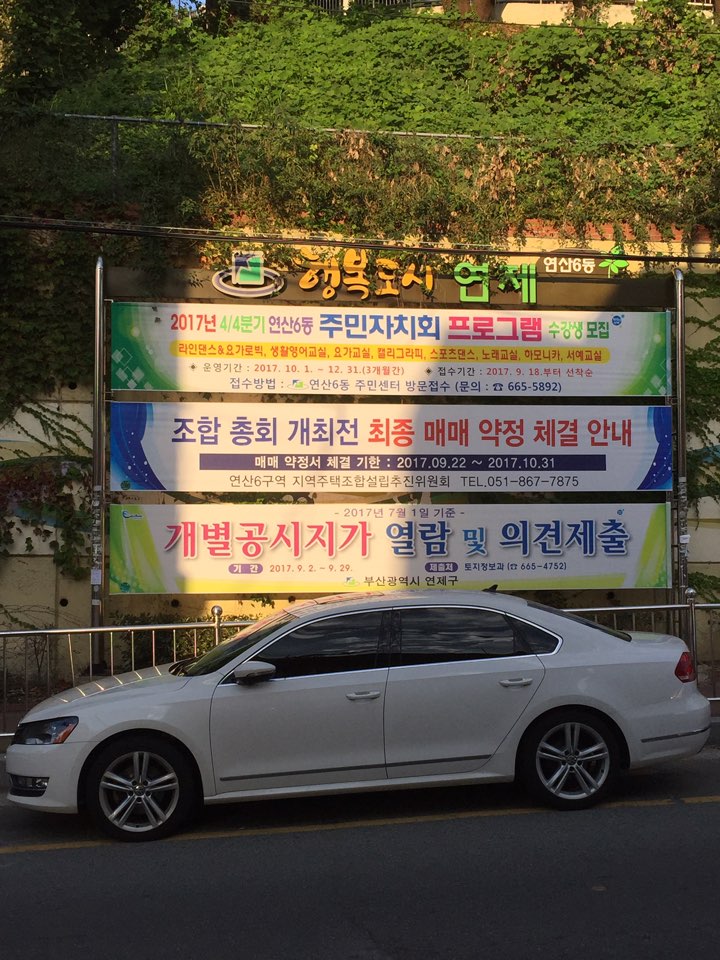 행복도시 연제 연산6동
2017년 4/4분기 연산6동 주민자치회 프로그램 수강생 모집
라인댄스&요가로빅, 생활영어교실, 요가교실, 캘리그라피, 스포츠댄스, 노래교실, 하모니카, 서예교실
◈ 운영기간 : 2017. 10. 1. ~ 12. 31.(3개월간) ◈ 접수기간 : 2017. 9. 18.부터 선착순
접수방법 : 연산6동 주민센터 방문접수 (문의 : ☎ 665-5892)
조합 총회 개최전 최종 매매 약정 체결 안내
매매 약정서 체결 기한 : 2017.09.22 ~ 2017.10.31
연산6구역 지역주택조합설립추진위원회 TEL.051-867-7875
- 2017년 7월 1일 기준 -
개별공시지가 열람 및 의견제출
기 간 2017. 9. 2. ~ 9. 29. 제출처 토지정보과 (☎ 665-4752)
부산광역시 연제구